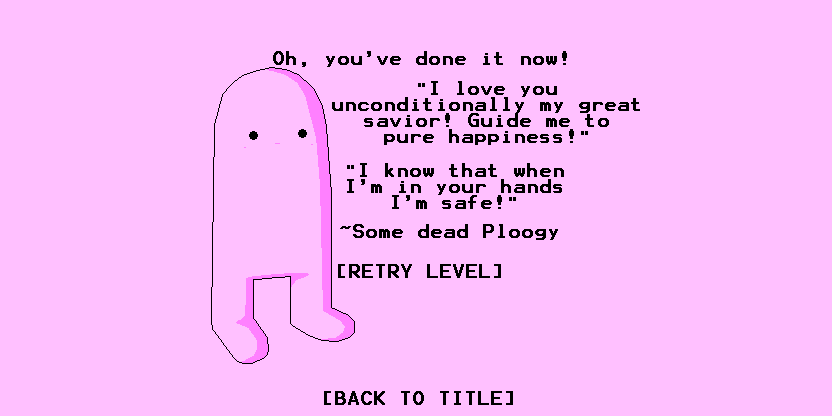 Oh, you've done it now!
"I love you
unconditionally my great
savior! Guide me to
pure happiness!"
"I know that when
I'm in your hands
I'm safe!"
~Some dead Ploogy
[RETRY LEVEL]
[BACK TO TITLE]